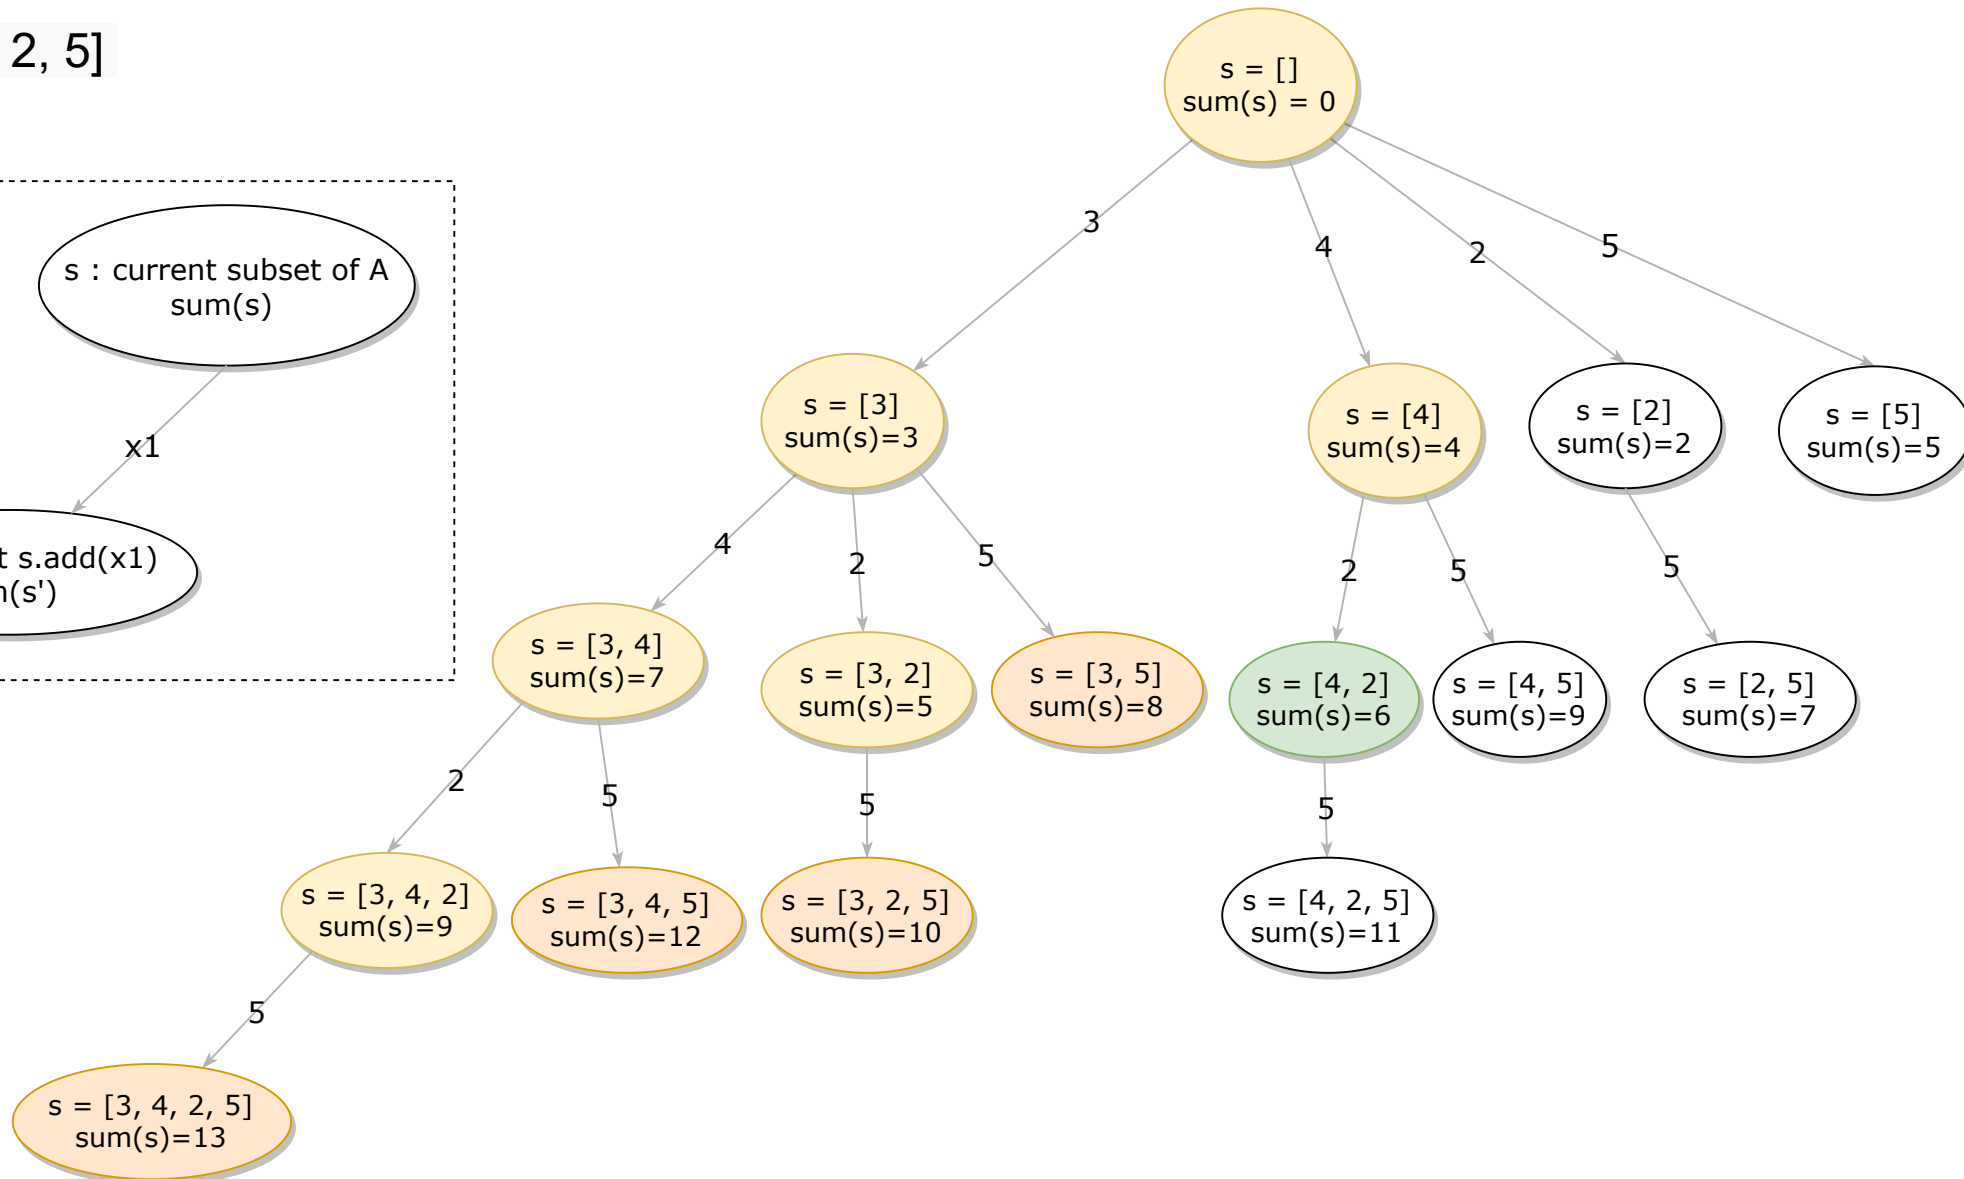 2, 5]
s = []
sum(s) = 0
s : current subset of A
sum(s)
3
4
2
5
s = [3]
sum(s)=3
s = [4]
sum(s)=4
s = [2]
sum(s)=2
s = [5]
sum(s)=5
x1
s.add(x1)
(s')
4
2
5
2
5
5
s = [3, 4]
sum(s)=7
s = [3, 2]
sum(s)=5
s = [3, 5]
sum(s)=8
s = [4, 2]
sum(s)=6
s = [4, 5]
sum(s)=9
s = [2, 5]
sum(s)=7
2
5
5
5
s = [3, 4, 2]
sum(s)=9
s = [3, 4, 5]
sum(s)=12
s = [3, 2, 5]
sum(s)=10
s = [4, 2, 5]
sum(s)=11
5
s = [3, 4, 2, 5]
sum(s)=13